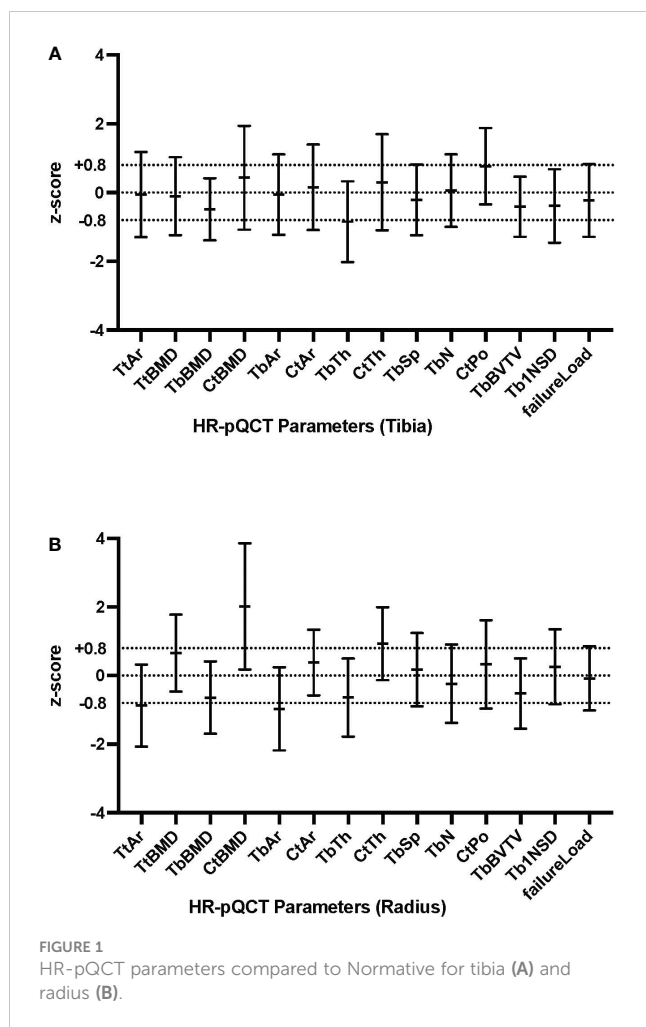 A
4
2
+0.8
0
-0.8
-2
-4
z-score
TtAr
TtBMD
TbBMD
CtBMD
TbAr
CtAr
TbTh
CtTh
TbSp
TbN
CtPo
TbBVTV
Tb1NSD
failureLoad
HR-pQCT Parameters (Tibia)
B
4
2
+0.8
0
-0.8
-2
-4
z-score
TtAr
TtBMD
TbBMD
CtBMD
TbAr
CtAr
TbTh
CtTh
TbSp
TbN
CtPo
TbBVTV
Tb1NSD
failureLoad
HR-pQCT Parameters (Radius)
FIGURE 1
HR-pQCT parameters compared to Normative for tibia (A) and
radius (B).